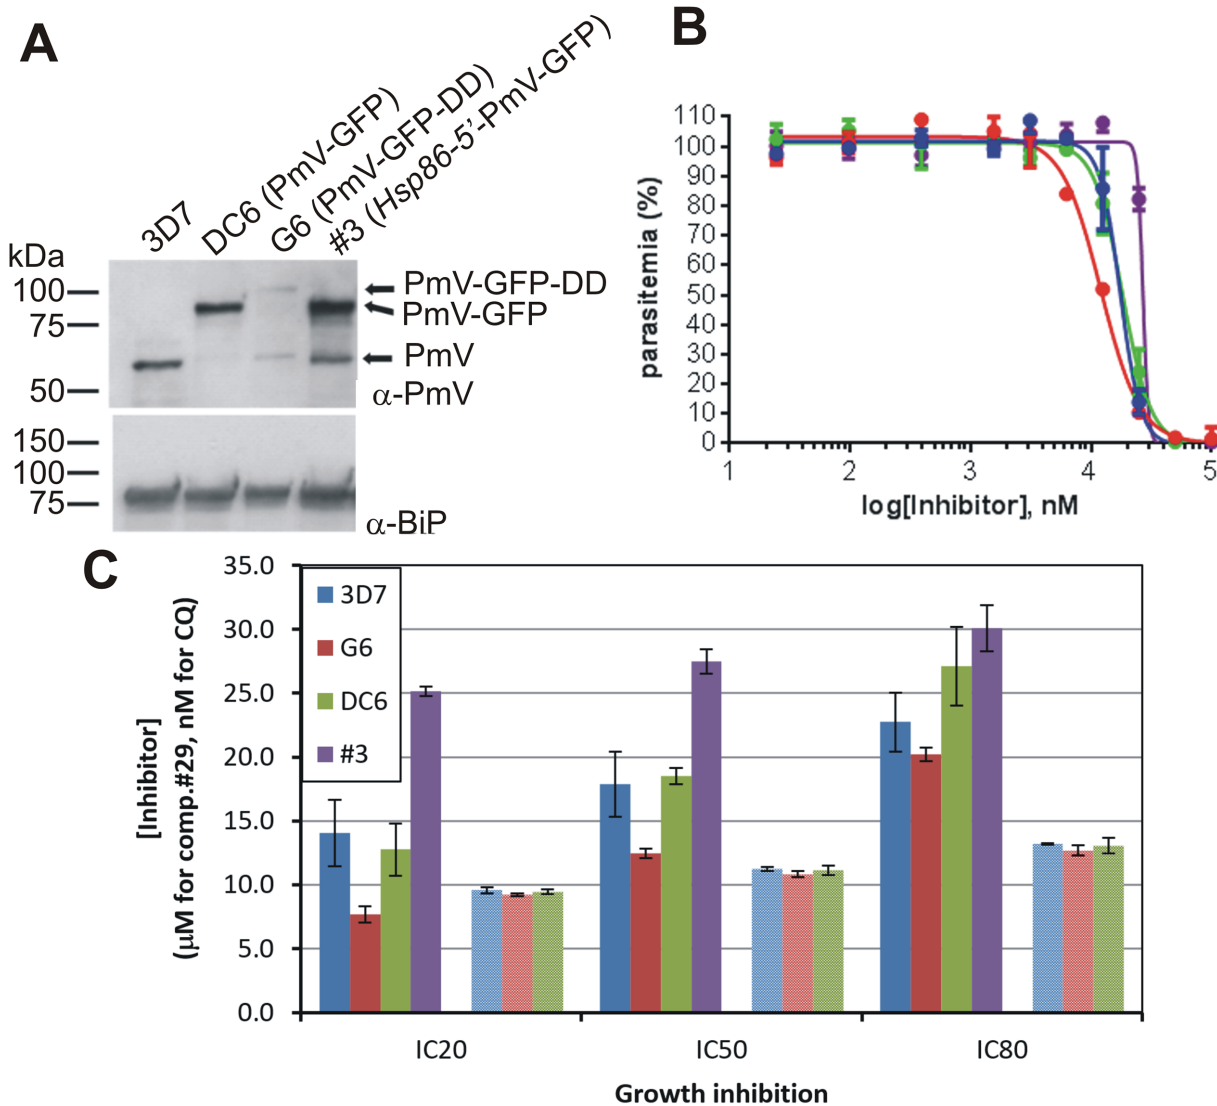 A
3D7
DC6 (PmV-GFP)
G6 (PmV-GFP-DD)
#3 (Hsp86-5'-PmV-GFP)
kDa
100
75
50
PmV-GFP-DD
PmV-GFP
PmV
α-PmV
150
100
75
α-BiP
B
110
100
90
80
70
60
50
40
30
20
10
0
parasitemia (%)
1 2 3 4 5
log[Inhibitor], nM
C
35.0
30.0
25.0
20.0
15.0
10.0
5.0
0.0
[Inhibitor]
(μM for comp.#29, nM for CQ)
3D7
G6
DC6
#3
IC20 IC50 IC80
Growth inhibition